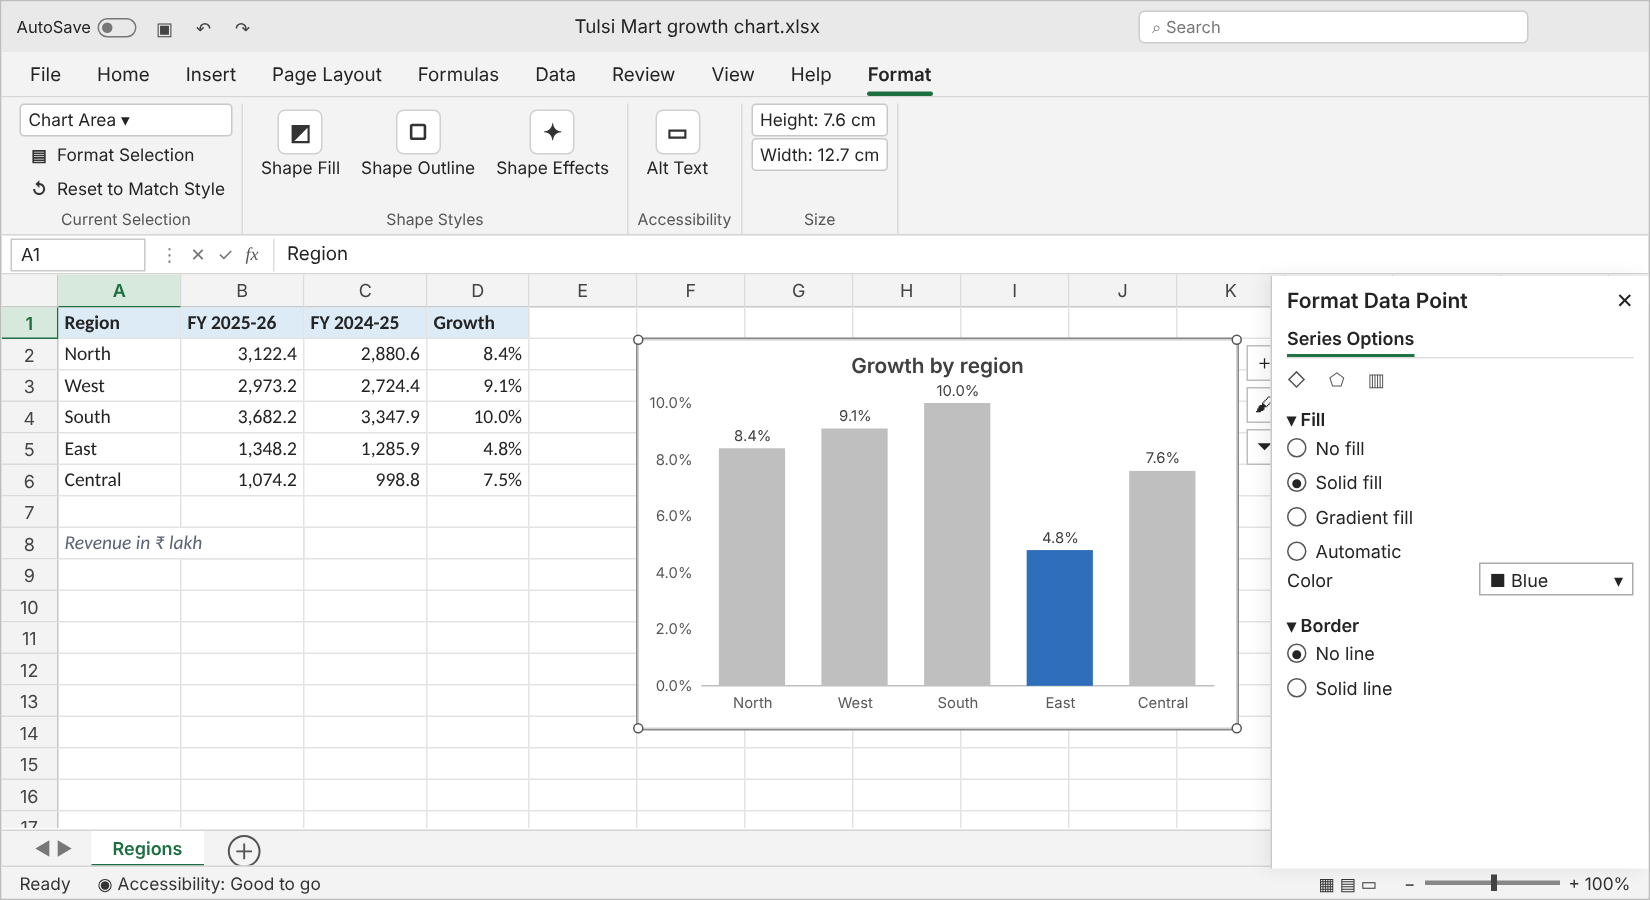 AutoSave
Tulsi Mart growth chart.xlsx
Search
File Home Insert Page Layout Formulas Data Review View Help Format
Chart Area ▾
Format Selection
Reset to Match Style
Current Selection
Shape Fill Shape Outline Shape Effects
Shape Styles
Alt Text
Accessibility
Height: 7.6 cm
Width: 12.7 cm
Size
A1 fx Region
A B C D E F G H I J K
1 Region FY 2025-26 FY 2024-25 Growth
2 North 3,122.4 2,880.6 8.4%
3 West 2,973.2 2,724.4 9.1%
4 South 3,682.2 3,347.9 10.0%
5 East 1,348.2 1,285.9 4.8%
6 Central 1,074.2 998.8 7.5%
7
8 Revenue in ₹ lakh
9
10
11
12
13
14
15
16
17
Growth by region
10.0%
8.0%
6.0%
4.0%
2.0%
0.0%
8.4% 9.1% 10.0% 4.8% 7.6%
North West South East Central
Format Data Point
Series Options
▾ Fill
No fill
Solid fill
Gradient fill
Automatic
Color Blue ▾
▾ Border
No line
Solid line
Regions
Ready Accessibility: Good to go
− + 100%